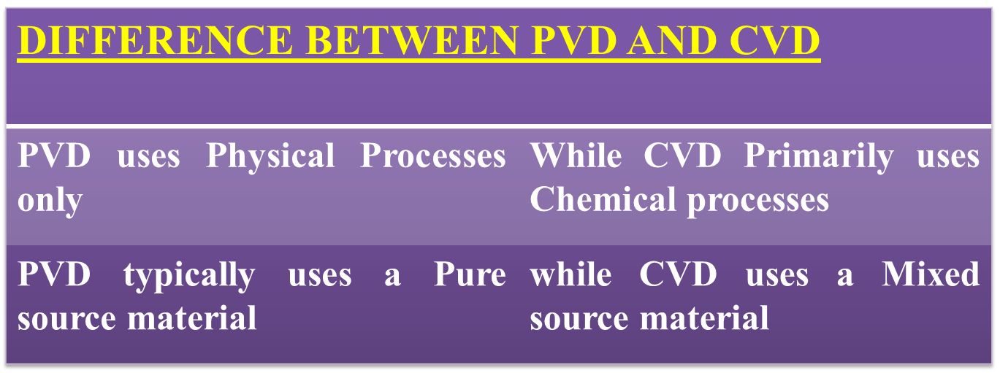 DIFFERENCE BETWEEN PVD AND CVD
PVD uses Physical Processes
only
While CVD Primarily uses
Chemical processes
PVD typically uses a Pure
source material
while CVD uses a Mixed
source material